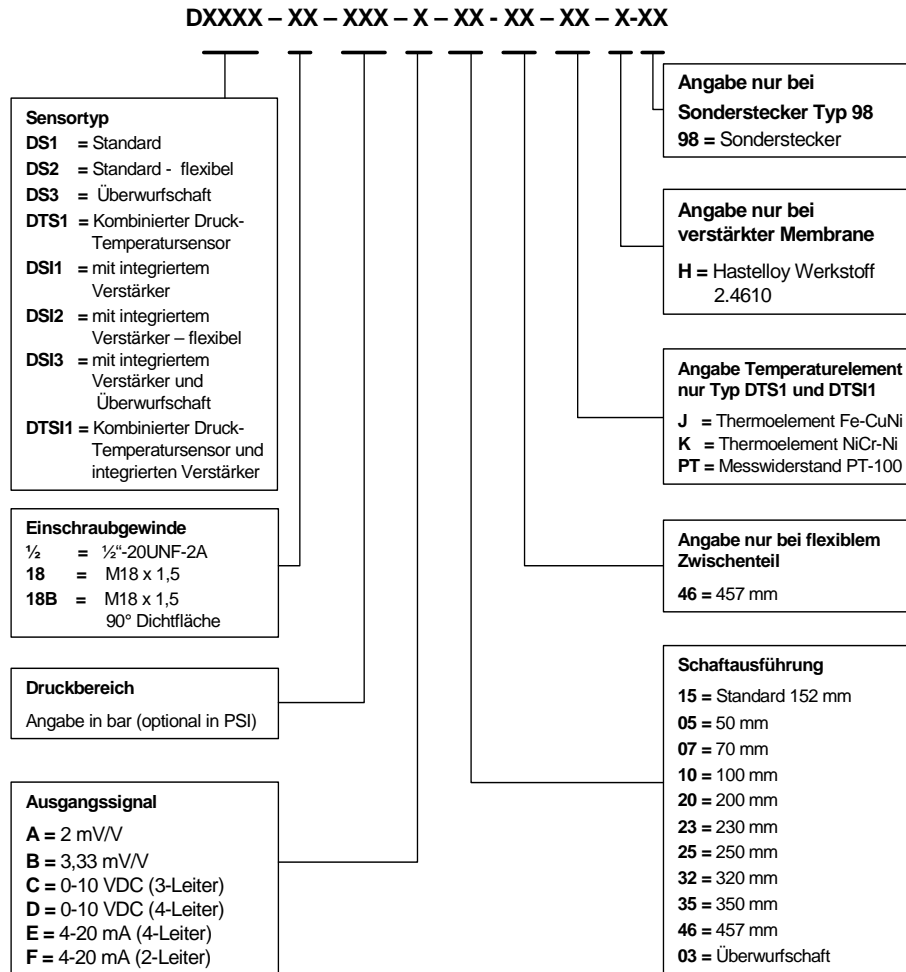 DXXXX – XX – XXX – X – XX - XX – XX – X-XX
Sensortyp
DS1 = Standard
DS2 = Standard - flexibel
DS3 = Überwurfschaft
DTS1 = Kombinierter Druck-
Temperatursensor
DSI1 = mit integriertem
Verstärker
DSI2 = mit integriertem
Verstärker – flexibel
DSI3 = mit integriertem
Verstärker und
Überwurfschaft
DTSI1 = Kombinierter Druck-
Temperatursensor und
integrierten Verstärker
Einschraubgewinde
½ = ½“-20UNF-2A
18 = M18 x 1,5
18B = M18 x 1,5
90° Dichtfläche
Druckbereich
Angabe in bar (optional in PSI)
Ausgangssignal
A = 2 mV/V
B = 3,33 mV/V
C = 0-10 VDC (3-Leiter)
D = 0-10 VDC (4-Leiter)
E = 4-20 mA (4-Leiter)
F = 4-20 mA (2-Leiter)
Angabe nur bei
Sonderstecker Typ 98
98 = Sonderstecker
Angabe nur bei
verstärkter Membrane
H = Hastelloy Werkstoff
2.4610
Angabe Temperaturelement
nur Typ DTS1 und DTSI1
J = Thermoelement Fe-CuNi
K = Thermoelement NiCr-Ni
PT = Messwiderstand PT-100
Angabe nur bei flexiblem
Zwischenteil
46 = 457 mm
Schaftausführung
15 = Standard 152 mm
05 = 50 mm
07 = 70 mm
10 = 100 mm
20 = 200 mm
23 = 230 mm
25 = 250 mm
32 = 320 mm
35 = 350 mm
46 = 457 mm
03 = Überwurfschaft